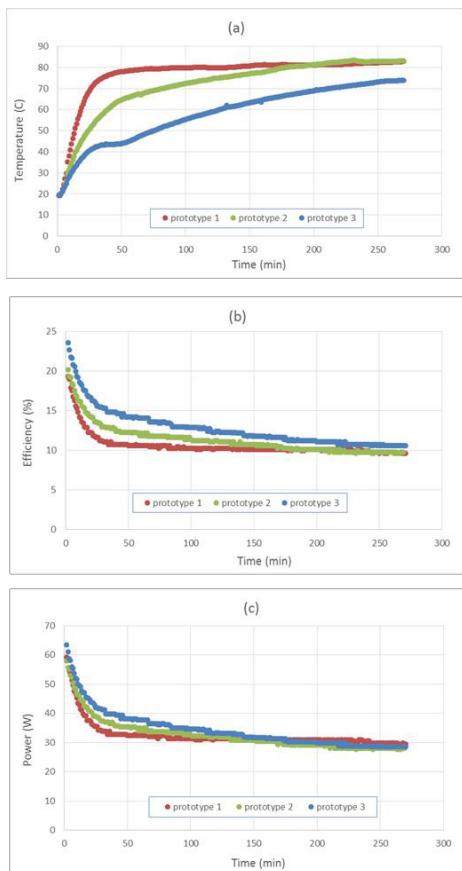 (a)
90
80
70
60
50
40
30
20
10
0
Temperature (C)
prototype 1 prototype 2 prototype 3
0 50 100 150 200 250 300
Time (min)
(b)
25
20
15
10
5
0
Efficiency (%)
prototype 1 prototype 2 prototype 3
0 50 100 150 200 250 300
Time (min)
(c)
70
60
50
40
30
20
10
0
Power (W)
prototype 1 prototype 2 prototype 3
0 50 100 150 200 250 300
Time (min)